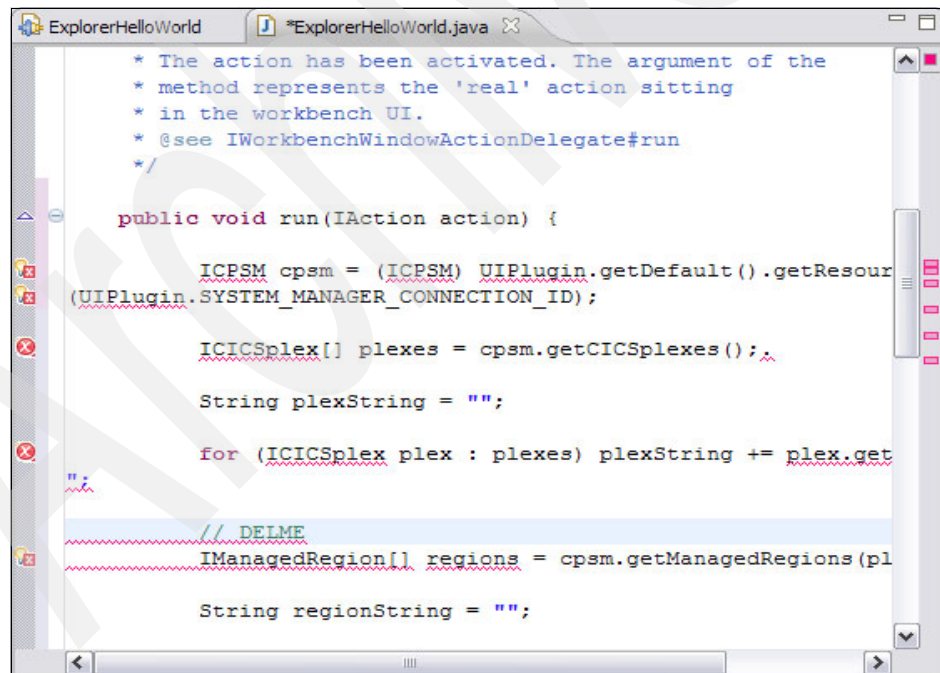 ExplorerHelloWorld
*ExplorerHelloWorld.java
* The action has been activated. The argument of the
* method represents the 'real' action sitting
* in the workbench UI.
* @see IWorkbenchWindowActionDelegate#run
*/
public void run(IAction action) {
ICPSM cpsm = (ICPSM) UIPlugin.getDefault().getResour
(UIPlugin.SYSTEM_MANAGER_CONNECTION_ID);
ICICSplex[] plexes = cpsm.getCICSplexes();.
String plexString = "";
for (ICICSplex plex : plexes) plexString += plex.get
";
// DELME
IManagedRegion[] regions = cpsm.getManagedRegions(pl
String regionString = "";